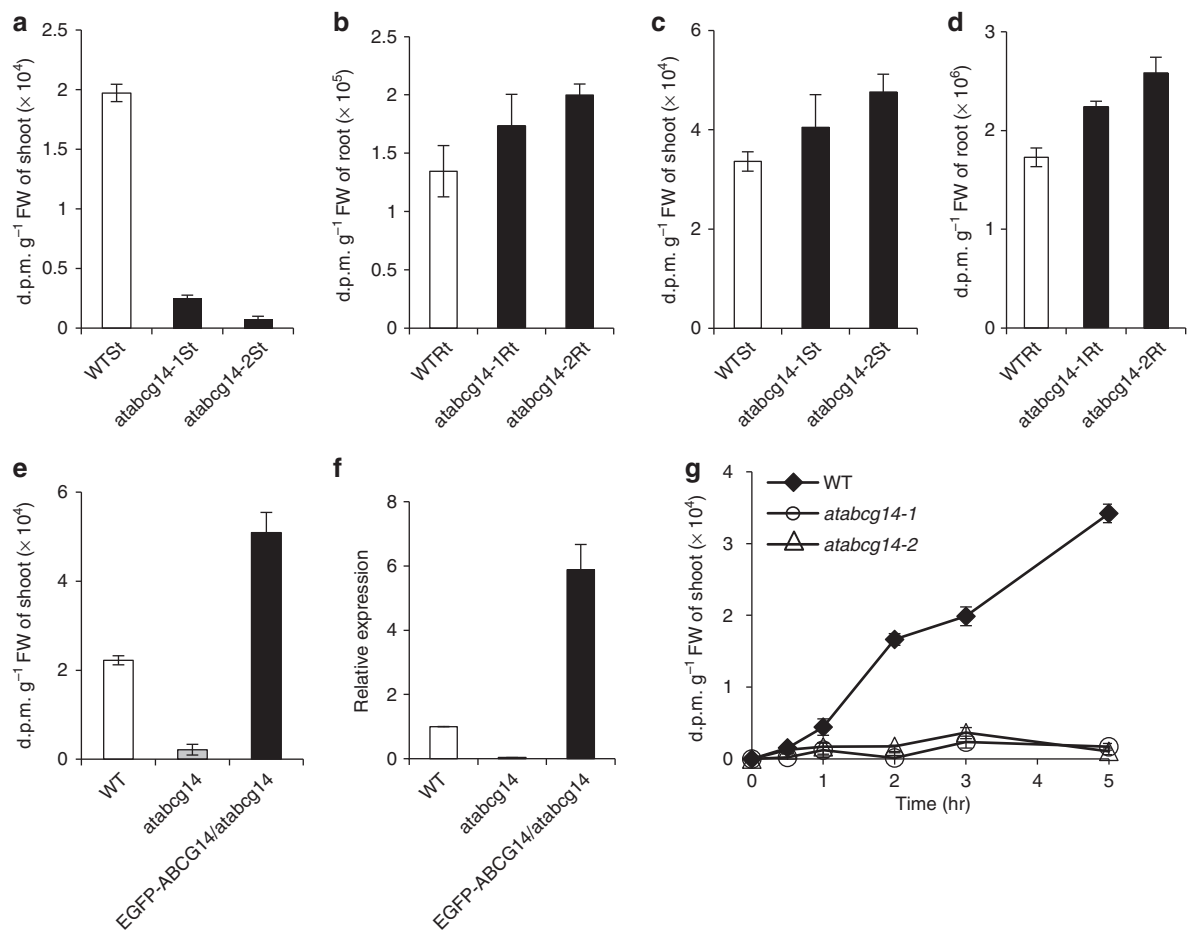 a
d.p.m. g⁻¹ FW of shoot (× 10⁴)
2.5
2
1.5
1
0.5
0
WTSt
atabcg14-1St
atabcg14-2St
b
d.p.m. g⁻¹ FW of root (× 10⁵)
2.5
2
1.5
1
0.5
0
WTRt
atabcg14-1Rt
atabcg14-2Rt
c
d.p.m. g⁻¹ FW of shoot (× 10⁴)
6
4
2
0
WTSt
atabcg14-1St
atabcg14-2St
d
d.p.m. g⁻¹ FW of root (× 10⁶)
3
2
1
0
WTRt
atabcg14-1Rt
atabcg14-2Rt
e
d.p.m. g⁻¹ FW of shoot (× 10⁴)
6
4
2
0
WT
atabcg14
EGFP-ABCG14/atabcg14
f
Relative expression
8
6
4
2
0
WT
atabcg14
EGFP-ABCG14/atabcg14
g
d.p.m. g⁻¹ FW of shoot (× 10⁴)
4
3
2
1
0
WT
atabcg14-1
atabcg14-2
0 1 2 3 4 5
Time (hr)